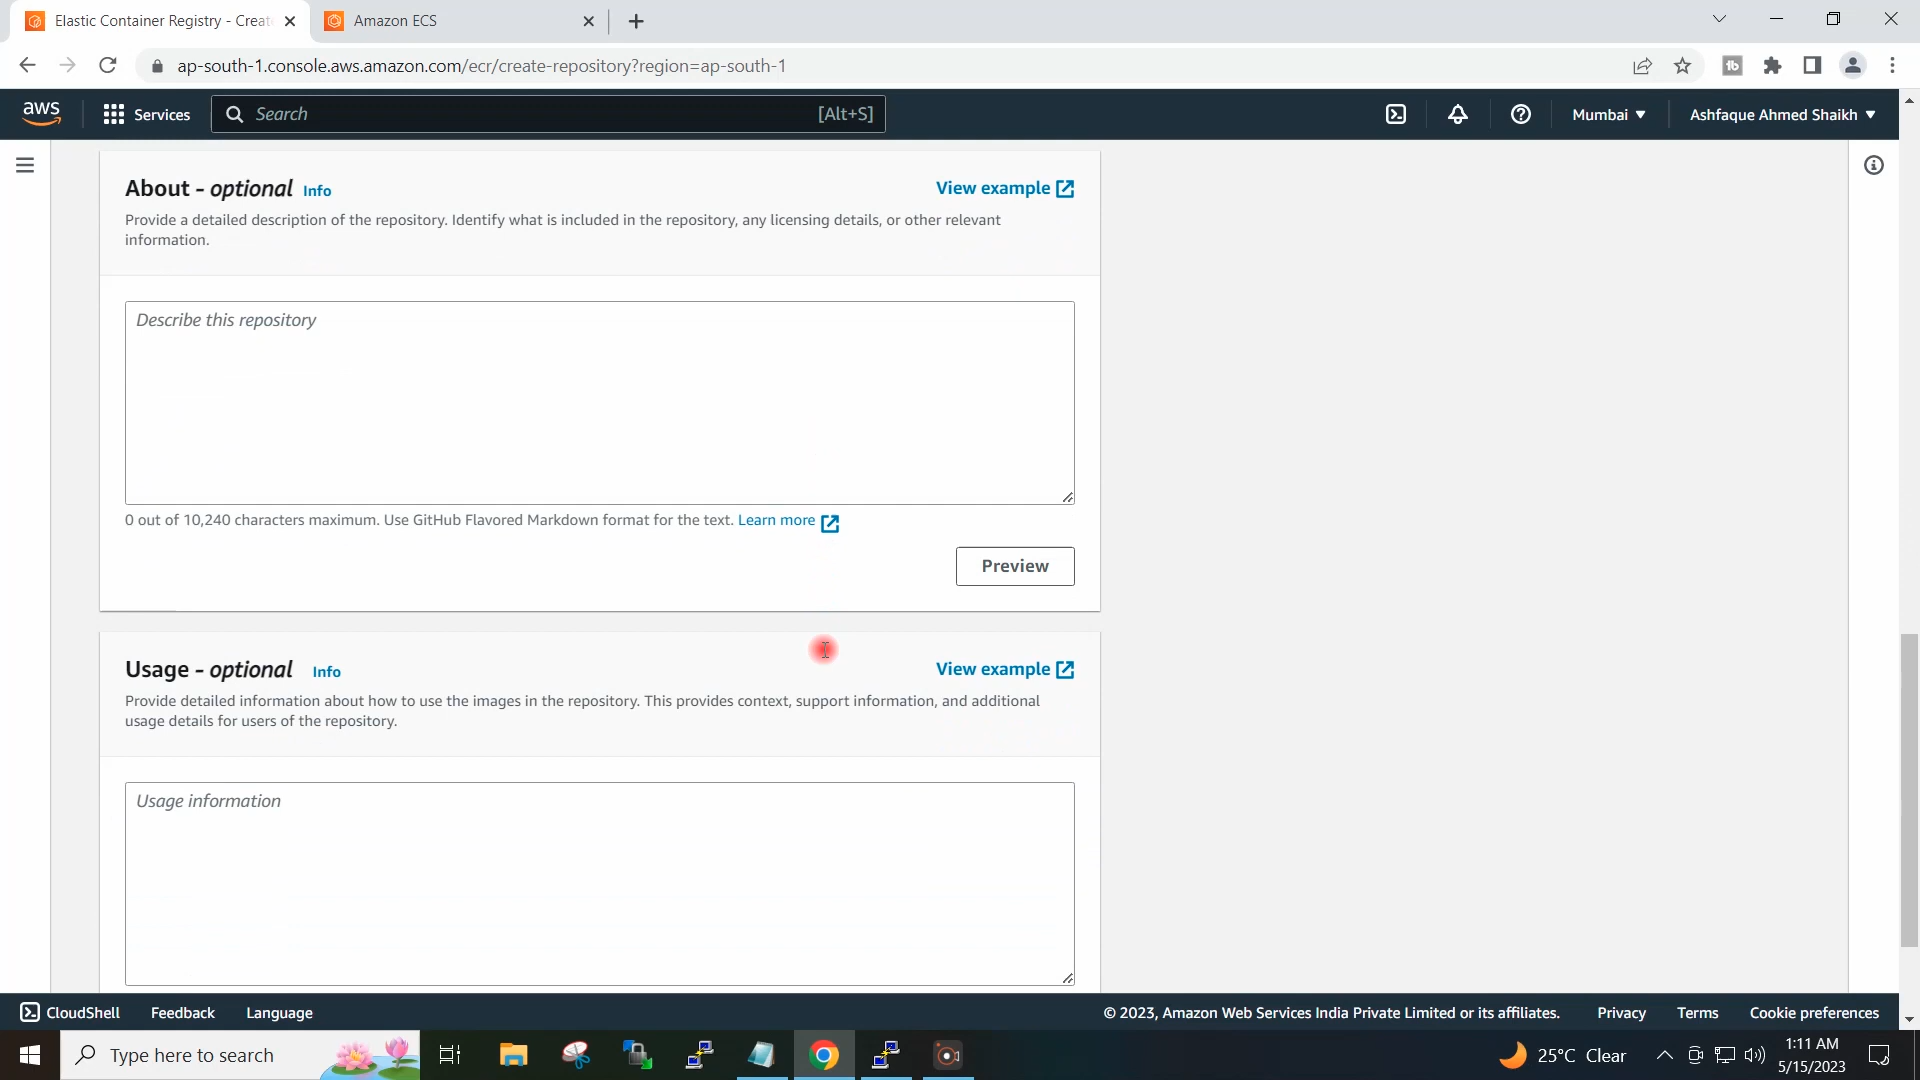 Elastic Container Registry - Creat
Amazon ECS
ap-south-1.console.aws.amazon.com/ecr/create-repository?region=ap-south-1
aws
Services
Search
[Alt+S]
Mumbai
Ashfaque Ahmed Shaikh
About - optional Info
View example
Provide a detailed description of the repository. Identify what is included in the repository, any licensing details, or other relevant
information.
Describe this repository
0 out of 10,240 characters maximum. Use GitHub Flavored Markdown format for the text. Learn more
Preview
Usage - optional Info
View example
Provide detailed information about how to use the images in the repository. This provides context, support information, and additional
usage details for users of the repository.
Usage information
CloudShell
Feedback
Language
© 2023, Amazon Web Services India Private Limited or its affiliates.
Privacy
Terms
Cookie preferences
Type here to search
25°C Clear
1:11 AM
5/15/2023